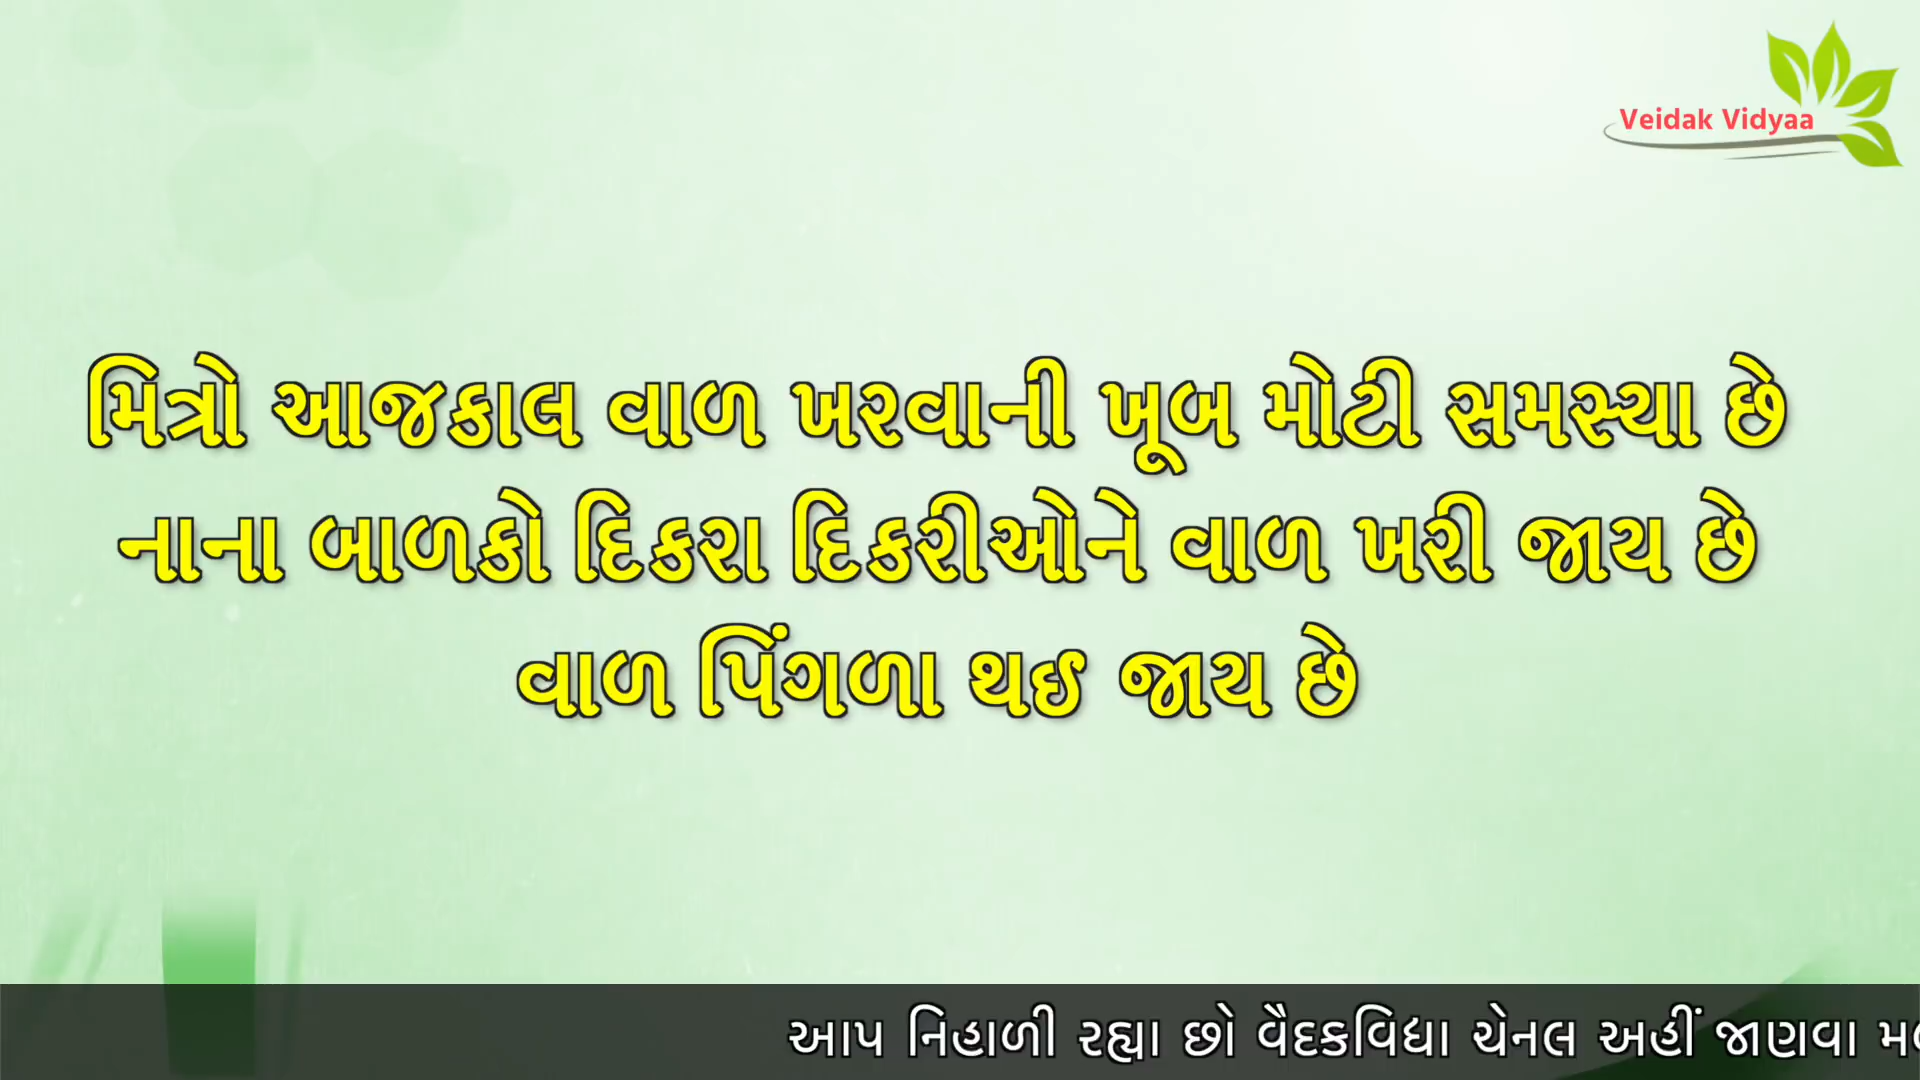 Veidak Vidyaa
મિત્રો આજકાલ વાળ ખરવાની ખૂબ મોટી સમસ્યા છે
નાના બાળકો દિકરા દિકરીઓને વાળ ખરી જાય છે
વાળ પિંગળા થઇ જાય છે
આપ નિહાળી રહ્યા છો વૈદકવિદ્યા ચેનલ અહીં જાણવા